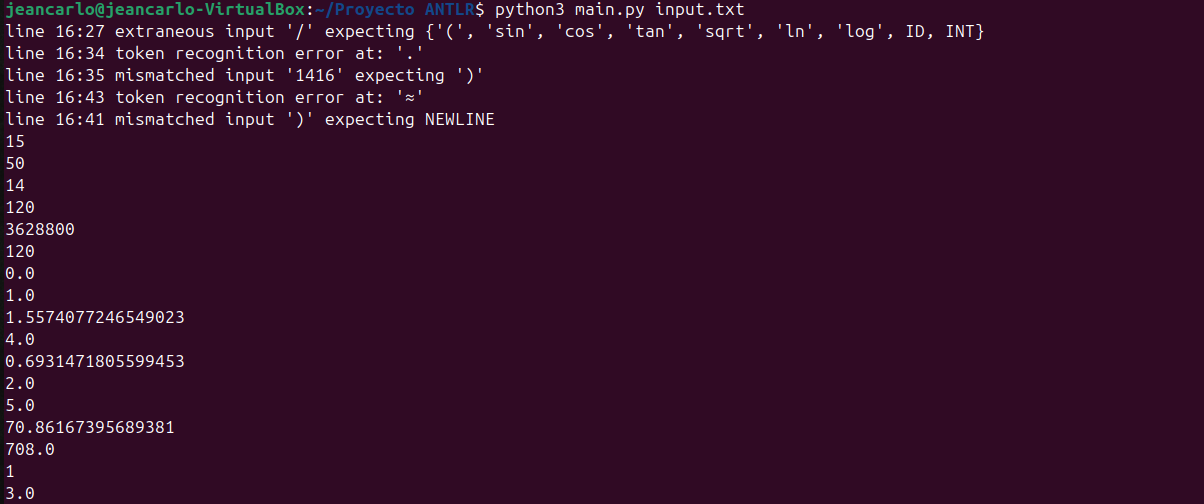 jeancarlo@jeancarlo-VirtualBox:~/Proyecto ANTLR$ python3 main.py input.txt
line 16:27 extraneous input '/' expecting {'(', 'sin', 'cos', 'tan', 'sqrt', 'ln', 'log', ID, INT}
line 16:34 token recognition error at: '.'
line 16:35 mismatched input '1416' expecting ')'
line 16:43 token recognition error at: '≈'
line 16:41 mismatched input ')' expecting NEWLINE
15
50
14
120
3628800
120
0.0
1.0
1.5574077246549023
4.0
0.6931471805599453
2.0
5.0
70.86167395689381
708.0
1
3.0